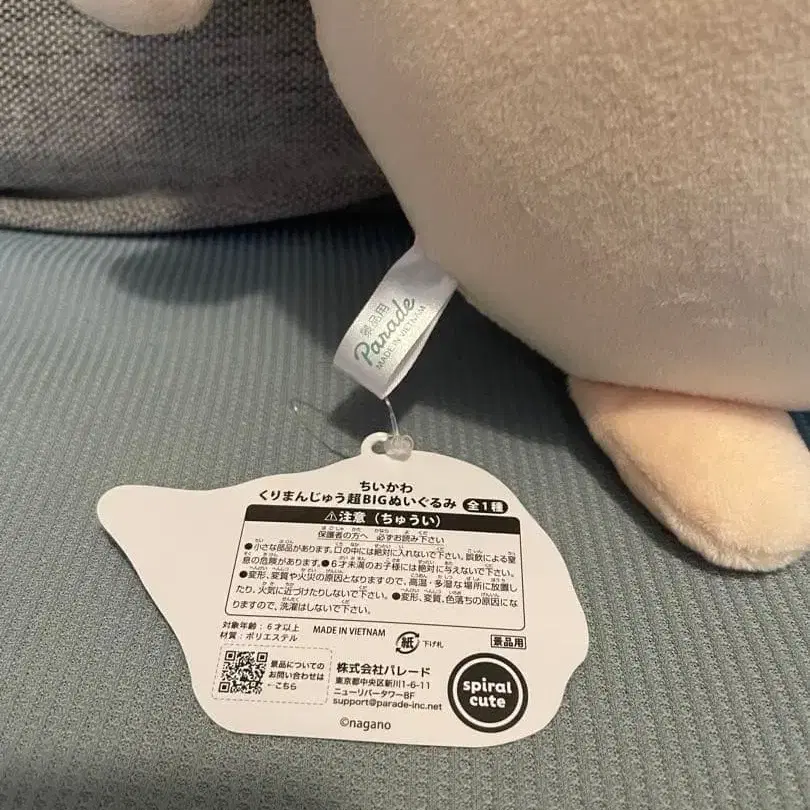 景品用
Parade
MADE IN VIETNAM
ちいかわ
くりまんじゅう超BIGぬいぐるみ 全1種
⚠注意（ちゅうい）
保護者の方へ 必ずお読み下さい
●小さな部品があります。口の中には絶対に入れないで下さい。誤飲による窒
息の危険があります。●6才未満のお子様には絶対に与えないで下さい。
●変形、変質や火災の原因となりますので、高温・多湿な場所に放置し
たり、火気に近づけたりしないで下さい。●変形、変質、色落ちの原因にな
りますので、洗濯はしないで下さい。
対象年齢：6才以上
材質：ポリエステル
MADE IN VIETNAM
紙 下げ札
景品用
景品についての
お問い合わせは
←こちら
株式会社パレード
東京都中央区新川1-6-11
ニューリバータワー8F
support@parade-inc.net
spiral
cute
©nagano